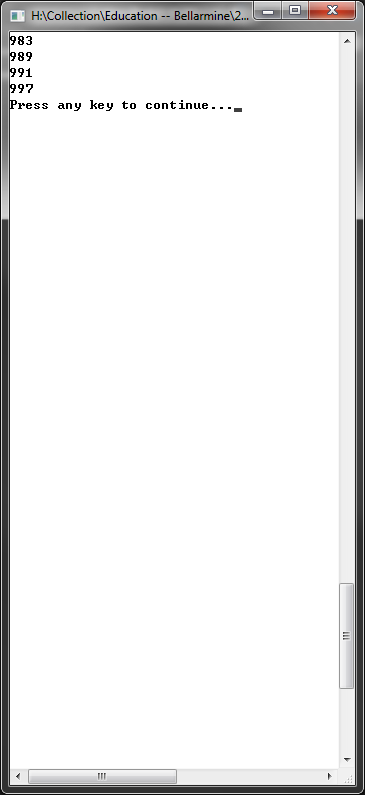 H:\Collection\Education -- Bellarmine\2...
983
989
991
997
Press any key to continue..._